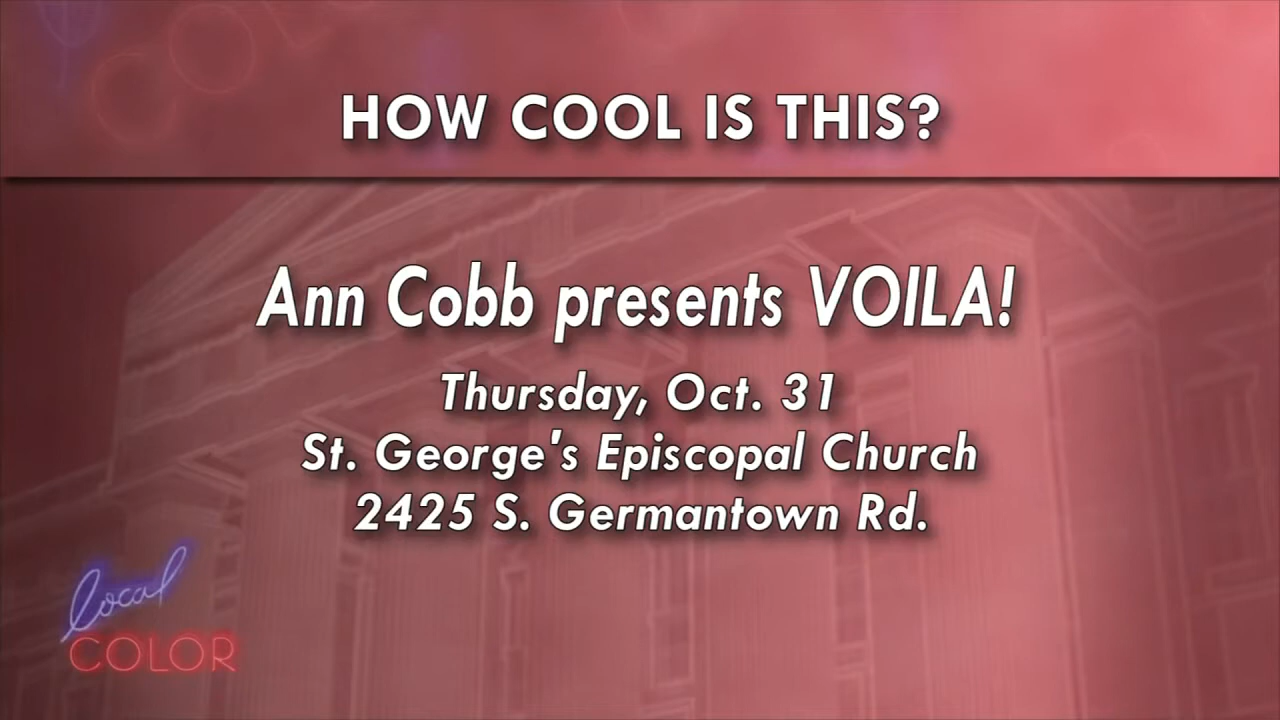 HOW COOL IS THIS?
Ann Cobb presents VOILA!
Thursday, Oct. 31
St. George's Episcopal Church
2425 S. Germantown Rd.
local
COLOR